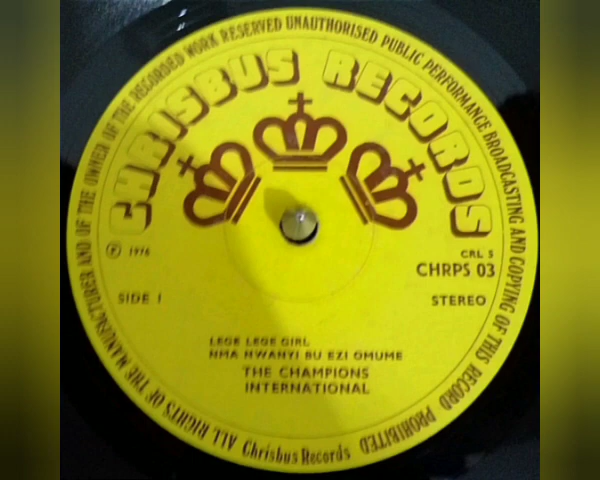 ALL RIGHTS OF THE MANUFACTURER AND OF THE OWNER OF THE RECORDED WORK RESERVED UNAUTHORISED PUBLIC PERFORMANCE BROADCASTING AND COPYING OF THIS RECORD PROHIBITED
CHRISBUS RECORDS
℗ 1976
CRL 5
CHRPS 03
SIDE 1
STEREO
LEGE LEGE GIRL
NMA NWANYI BU EZI OMUME
THE CHAMPIONS
INTERNATIONAL
Chrisbus Records